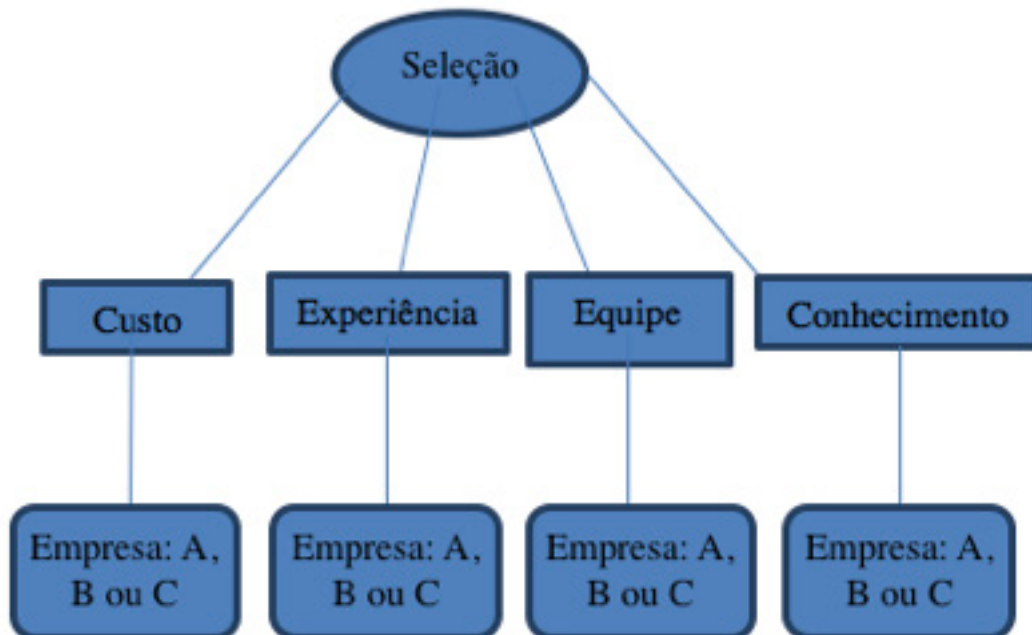 Seleção
Custo
Experiência
Equipe
Conhecimento
Empresa: A,
B ou C
Empresa: A,
B ou C
Empresa: A,
B ou C
Empresa: A,
B ou C